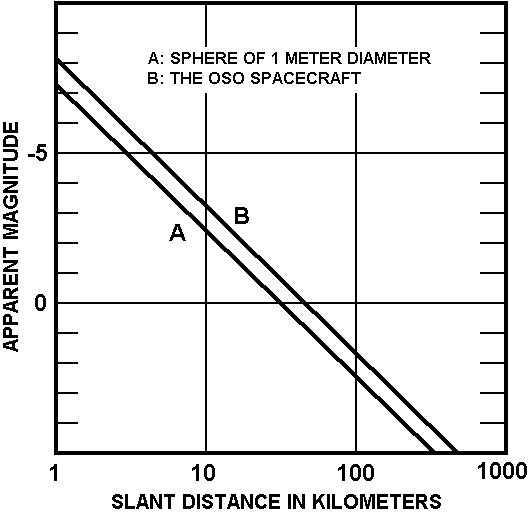 A: SPHERE OF 1 METER DIAMETER
B: THE OSO SPACECRAFT
APPARENT MAGNITUDE
-5
0
A
B
1
10
100
1000
SLANT DISTANCE IN KILOMETERS